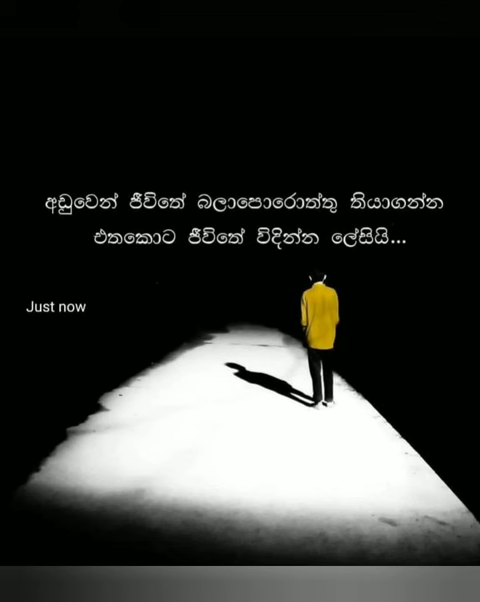 අඩුවෙන් ජීවිතේ බලාපොරොත්තු තියාගන්න
එතකොට ජීවිතේ විදින්න ලේසියි...
Just now